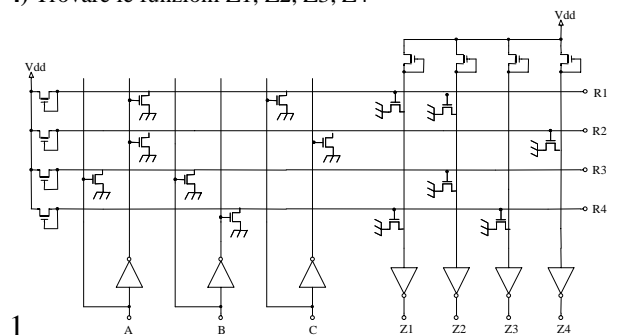 4) Trovare le funzioni Z1, Z2, Z3, Z4
Vdd
Vdd
R1
R2
R3
R4
1
A
B
C
Z1
Z2
Z3
Z4